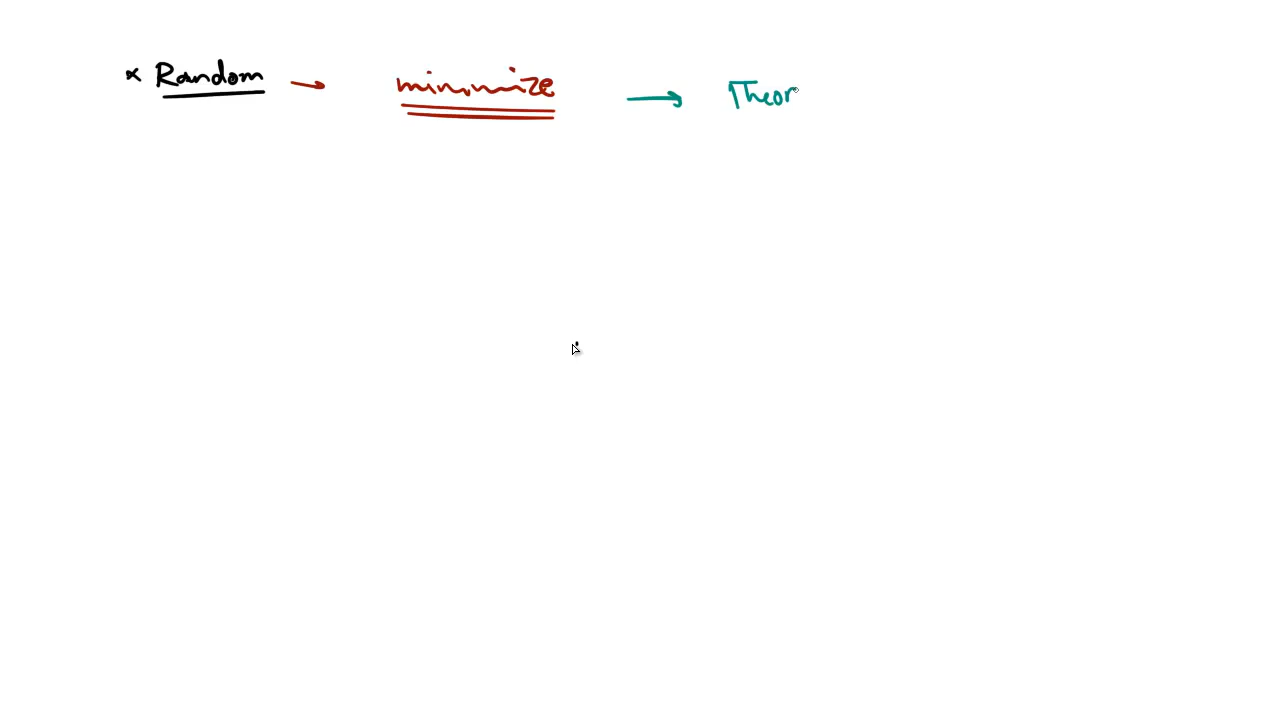 × Random → minimize → Theor